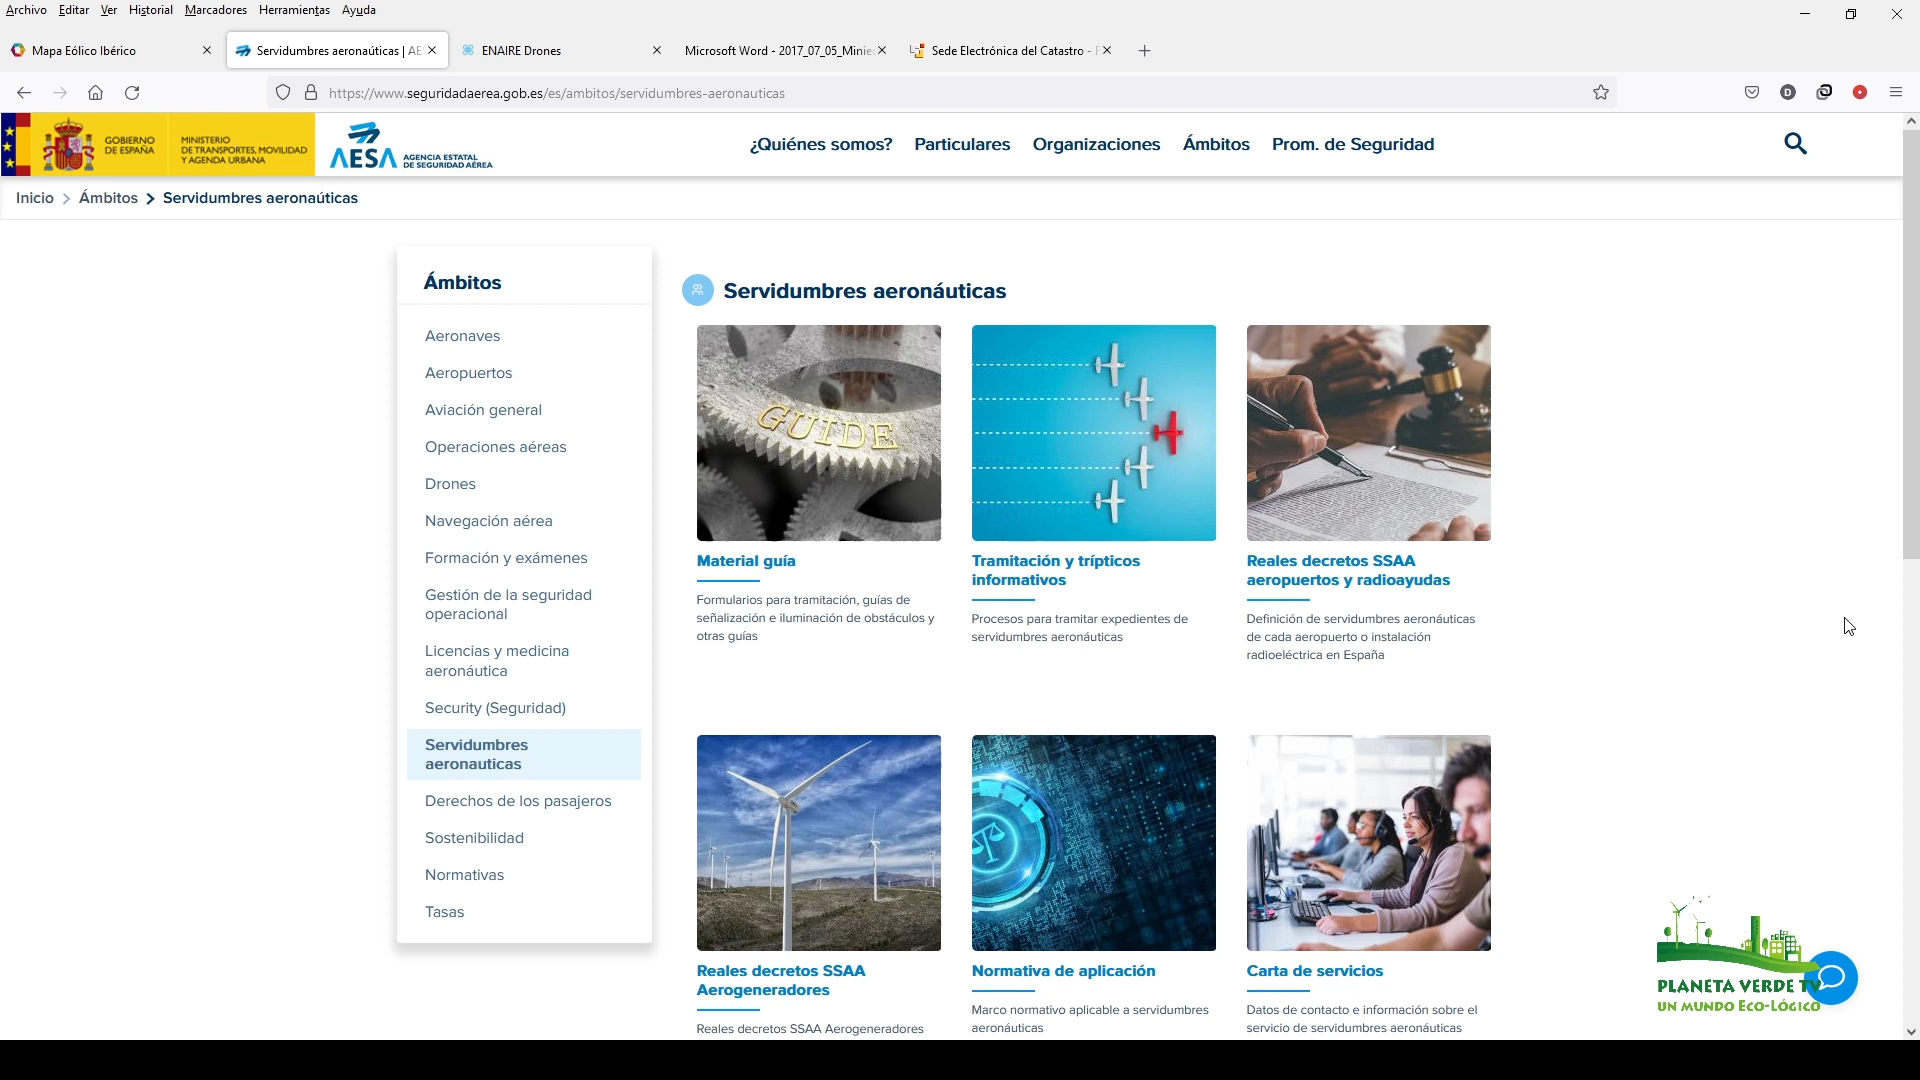 Archivo Editar Ver Historial Marcadores Herramientas Ayuda
Mapa Eólico Ibérico
Servidumbres aeronaúticas | AE
ENAIRE Drones
Microsoft Word - 2017_07_05_Minie
Sede Electrónica del Catastro -
https://www.seguridadaerea.gob.es/es/ambitos/servidumbres-aeronauticas
GOBIERNO
DE ESPAÑA
MINISTERIO
DE TRANSPORTES, MOVILIDAD
Y AGENDA URBANA
AESA AGENCIA ESTATAL
DE SEGURIDAD AÉREA
¿Quiénes somos? Particulares Organizaciones Ámbitos Prom. de Seguridad
Inicio > Ámbitos > Servidumbres aeronaúticas
Ámbitos
Aeronaves
Aeropuertos
Aviación general
Operaciones aéreas
Drones
Navegación aérea
Formación y exámenes
Gestión de la seguridad
operacional
Licencias y medicina
aeronáutica
Security (Seguridad)
Servidumbres
aeronauticas
Derechos de los pasajeros
Sostenibilidad
Normativas
Tasas
Servidumbres aeronáuticas
GUIDE
Material guía
Formularios para tramitación, guías de
señalización e iluminación de obstáculos y
otras guías
Tramitación y trípticos
informativos
Procesos para tramitar expedientes de
servidumbres aeronáuticas
Reales decretos SSAA
aeropuertos y radioayudas
Definición de servidumbres aeronáuticas
de cada aeropuerto o instalación
radioeléctrica en España
Reales decretos SSAA
Aerogeneradores
Reales decretos SSAA Aerogeneradores
Normativa de aplicación
Marco normativo aplicable a servidumbres
aeronáuticas
Carta de servicios
Datos de contacto e información sobre el
servicio de servidumbres aeronáuticas
PLANETA VERDE TV
UN MUNDO ECO-LÓGICO